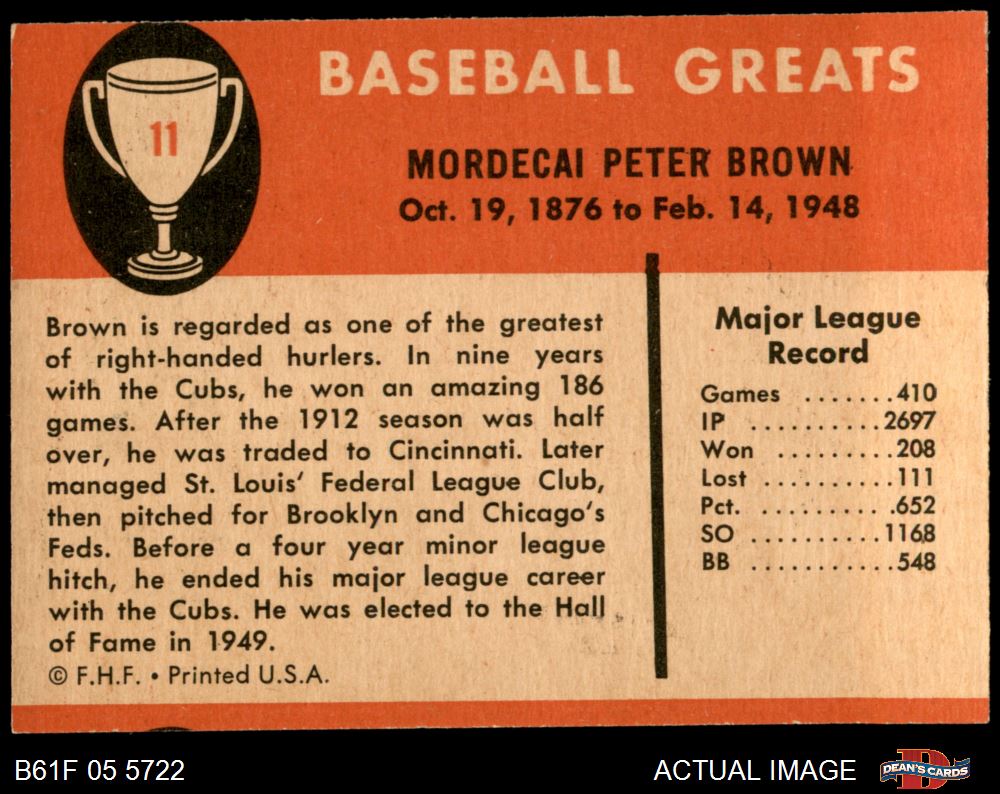 11
BASEBALL GREATS
MORDECAI PETER BROWN
Oct. 19, 1876 to Feb. 14, 1948
Brown is regarded as one of the greatest
of right-handed hurlers. In nine years
with the Cubs, he won an amazing 186
games. After the 1912 season was half
over, he was traded to Cincinnati. Later
managed St. Louis' Federal League Club,
then pitched for Brooklyn and Chicago's
Feds. Before a four year minor league
hitch, he ended his major league career
with the Cubs. He was elected to the Hall
of Fame in 1949.
© F.H.F. • Printed U.S.A.
Major League
Record
Games .......410
IP ..........2697
Won .........208
Lost ..........111
Pct. ..........652
SO ..........1168
BB ..........548
B61F 05 5722
ACTUAL IMAGE
D
DEAN'S CARDS